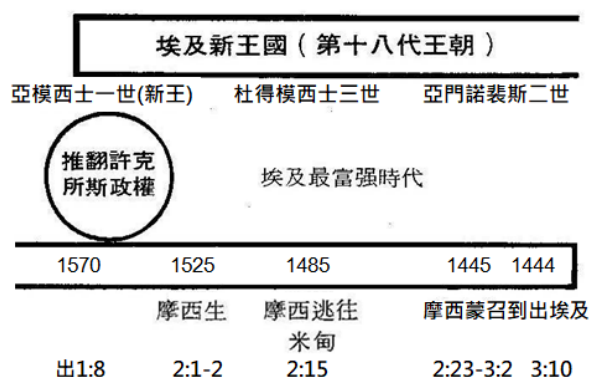 埃及新王國（第十八代王朝）
亞模西士一世(新王)　杜得模西士三世　亞門諾裴斯二世
推翻許克
所斯政權
埃及最富强時代
1570　1525　1485　1445　1444
摩西生　摩西逃往　摩西蒙召到出埃及
米甸
出1:8　2:1-2　2:15　2:23-3:2　3:10